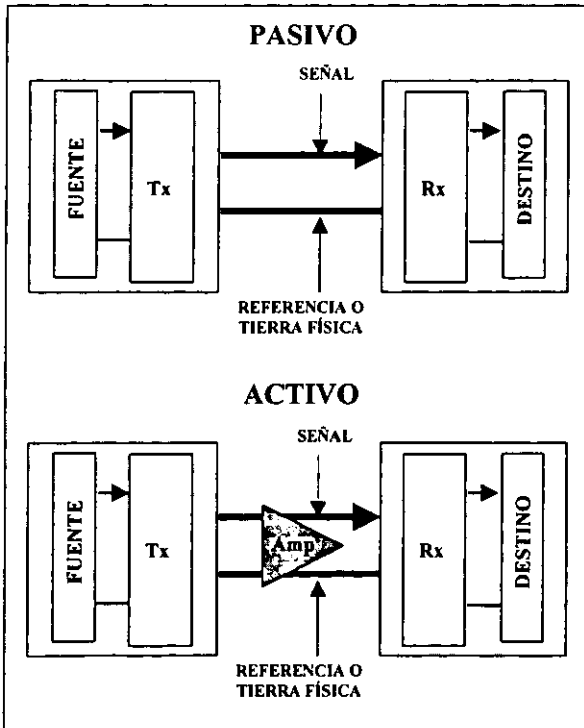 PASIVO
SEÑAL
FUENTE
Tx
Rx
DESTINO
REFERENCIA O
TIERRA FÍSICA
ACTIVO
SEÑAL
FUENTE
Tx
Amp
Rx
DESTINO
REFERENCIA O
TIERRA FÍSICA